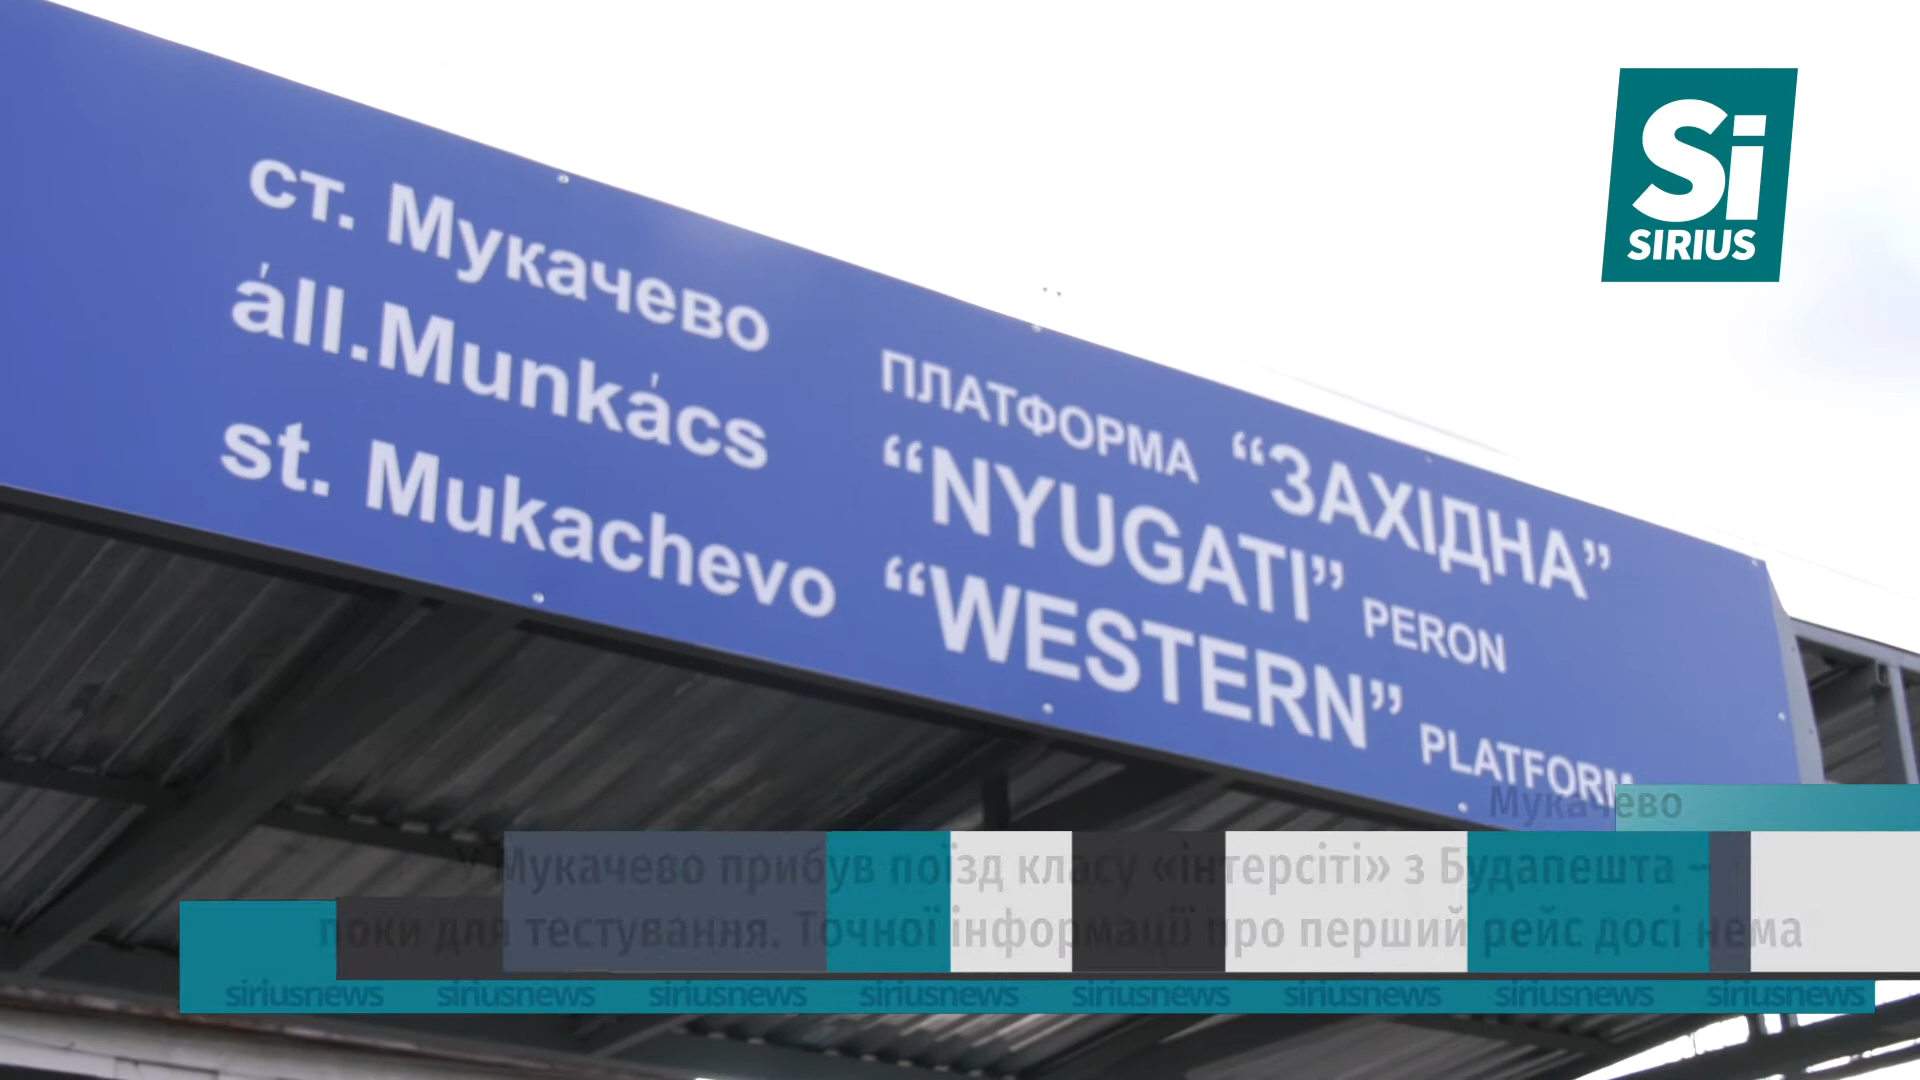 ст. Мукачево
áll.Munkács
st. Mukachevo
ПЛАТФОРМА “ЗАХІДНА”
“NYUGATI” PERON
“WESTERN” PLATFORM
Si
SIRIUS
Мукачево
У Мукачево прибув поїзд класу «інтерсіті» з Будапешта –
поки для тестування. Точної інформації про перший рейс досі нема
siriusnews siriusnews siriusnews siriusnews siriusnews siriusnews siriusnews siriusnews